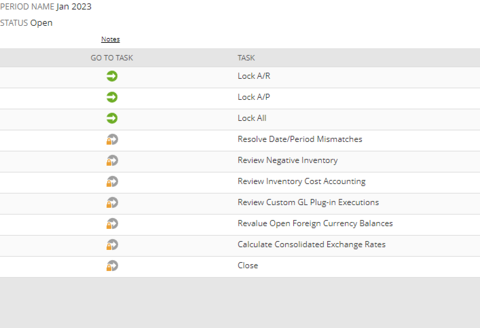 PERIOD NAME Jan 2023
STATUS Open
Notes
GO TO TASK TASK
Lock A/R
Lock A/P
Lock All
Resolve Date/Period Mismatches
Review Negative Inventory
Review Inventory Cost Accounting
Review Custom GL Plug-in Executions
Revalue Open Foreign Currency Balances
Calculate Consolidated Exchange Rates
Close